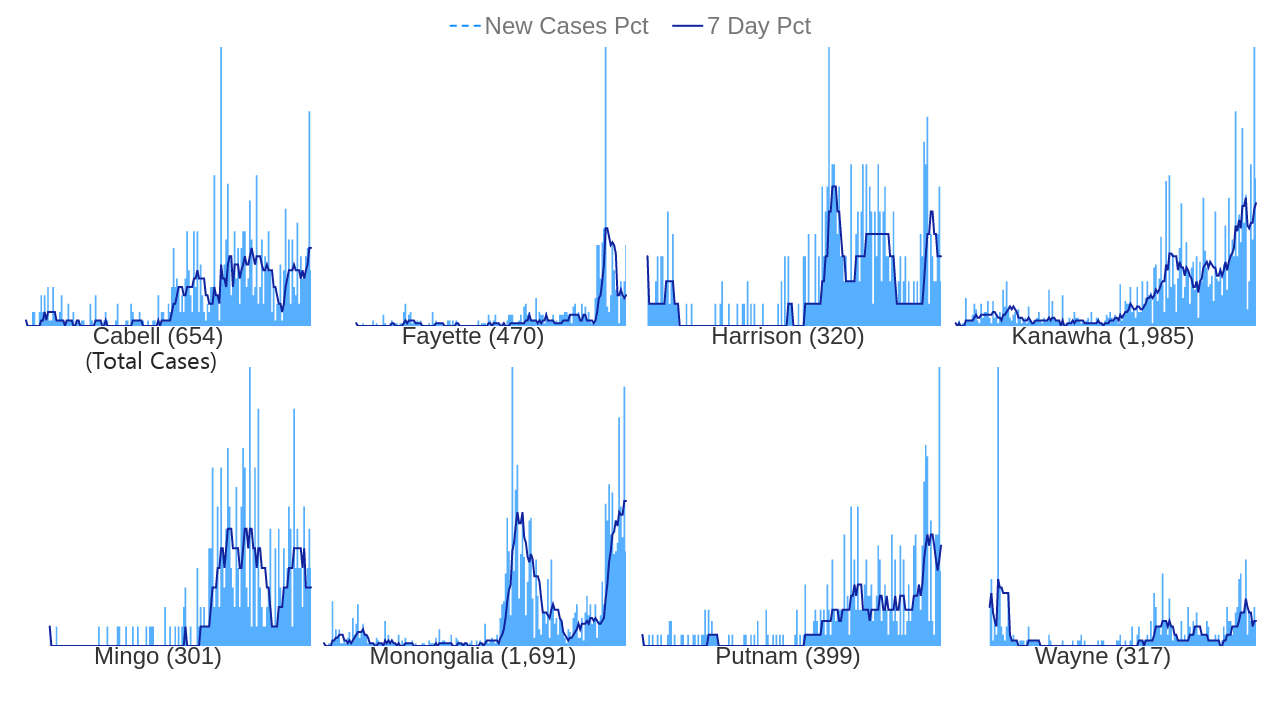 New Cases Pct 7 Day Pct
Cabell (654) Fayette (470) Harrison (320) Kanawha (1,985)
(Total Cases)
Mingo (301) Monongalia (1,691) Putnam (399) Wayne (317)